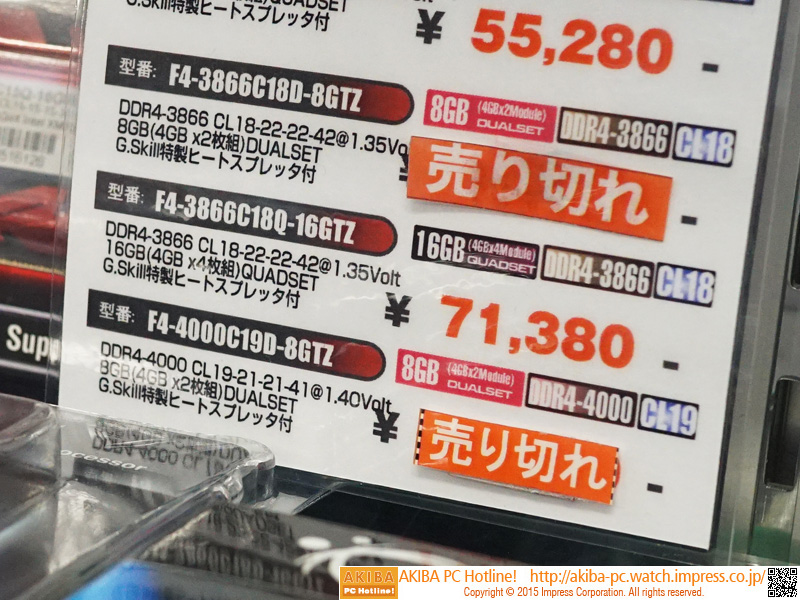 QUADSET
G.Skill特製ヒートスプレッタ付
¥ 55,280 -
型番: F4-3866C18D-8GTZ
8GB (4GBx2Module) DUALSET DDR4-3866 CL18
DDR4-3866 CL18-22-22-42@1.35Vo
8GB(4GB x2枚組)DUALSET
G.Skill特製ヒートスプレッタ付
売り切れ -
型番: F4-3866C18Q-16GTZ
16GB (4GBx4Module) QUADSET DDR4-3866 CL18
DDR4-3866 CL18-22-22-42@1.35Volt
16GB(4GB x4枚組)QUADSET
G.Skill特製ヒートスプレッタ付
¥ 71,380 -
型番: F4-4000C19D-8GTZ
8GB (4GBx2Module) DUALSET DDR4-4000 CL19
DDR4-4000 CL19-21-21-41@1.40Volt
8GB(4GB x2枚組)DUALSET
G.Skill特製ヒートスプレッタ付
¥ 売り切れ -
Supp
ocessor
AKIBA PC Hotline!
AKIBA PC Hotline! http://akiba-pc.watch.impress.co.jp/
Copyright © 2015 Impress Corporation. All rights reserved.